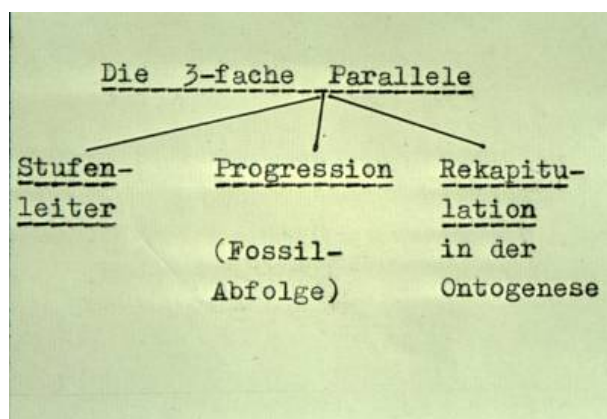 Die 3-fache Parallele
Stufen- Progression Rekapitu-
leiter lation
(Fossil- in der
Abfolge) Ontogenese